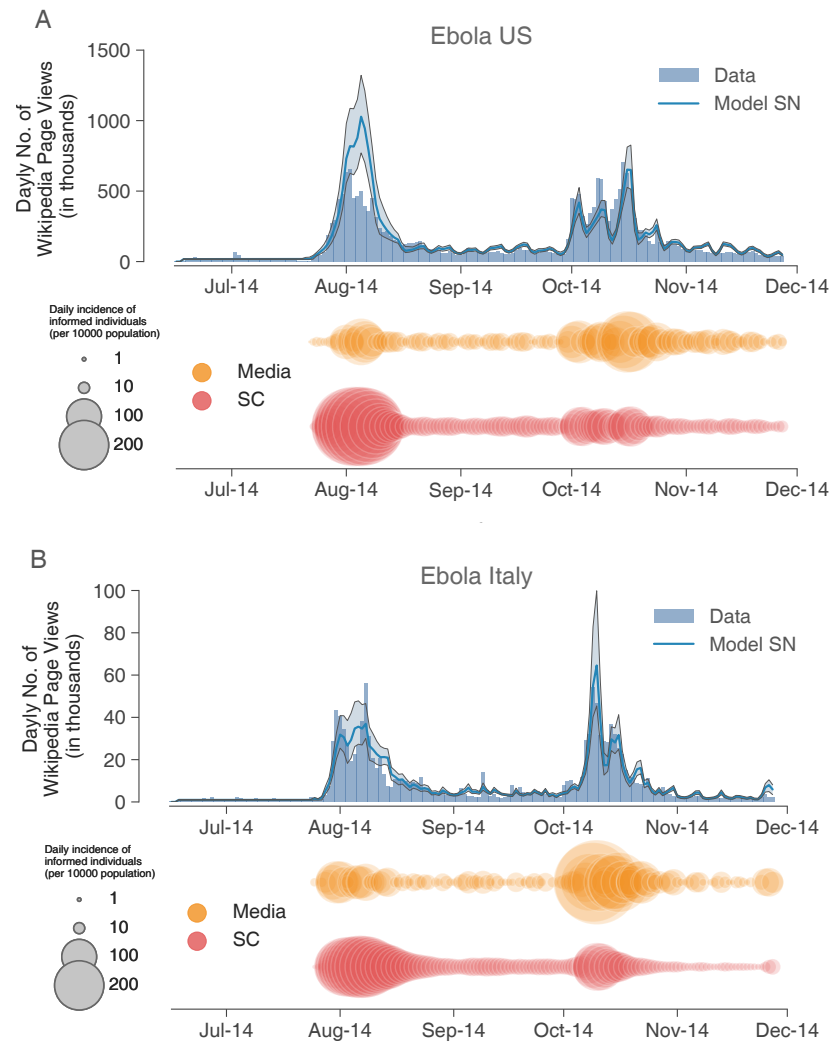 A
Ebola US
Dayly No. of
Wikipedia Page Views
(in thousands)
1500
1000
500
0
Data
Model SN
Jul-14 Aug-14 Sep-14 Oct-14 Nov-14 Dec-14
Daily incidence of
informed individuals
(per 10000 population)
1
10
100
200
Media
SC
Jul-14 Aug-14 Sep-14 Oct-14 Nov-14 Dec-14
B
Ebola Italy
Dayly No. of
Wikipedia Page Views
(in thousands)
100
80
60
40
20
0
Data
Model SN
Jul-14 Aug-14 Sep-14 Oct-14 Nov-14 Dec-14
Daily incidence of
informed individuals
(per 10000 population)
1
10
100
200
Media
SC
Jul-14 Aug-14 Sep-14 Oct-14 Nov-14 Dec-14